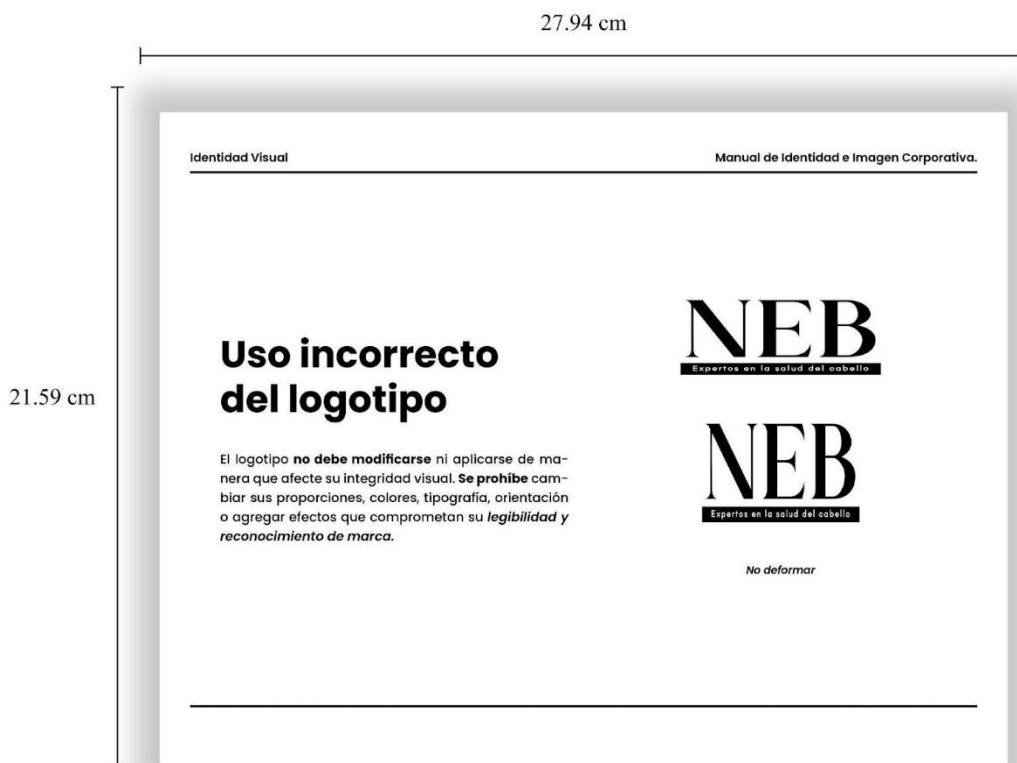 27.94 cm
Identidad Visual
Manual de Identidad e Imagen Corporativa.
21.59 cm
Uso incorrecto
del logotipo
El logotipo no debe modificarse ni aplicarse de ma-
nera que afecte su integridad visual. Se prohíbe cam-
biar sus proporciones, colores, tipografía, orientación
o agregar efectos que comprometan su legibilidad y
reconocimiento de marca.
NEB
Expertos en la salud del cabello
NEB
Expertos en la salud del cabello
No deformar